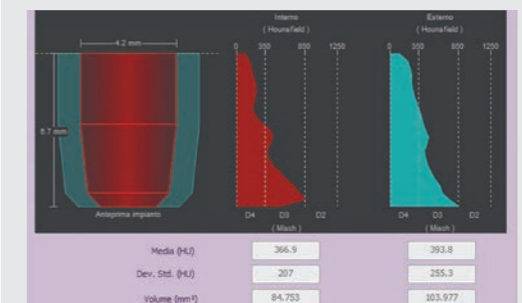 Interno
( Hounsfield )
0 350 800 1250
Esterno
( Hounsfield )
0 350 800 1250
4.2 mm
8.7 mm
Anteprima impianto
D4 D3 D2
( Misch )
D4 D3 D2
( Misch )
Media (HU) 366.9 393.8
Dev. Std. (HU) 207 255.3
Volume (mm³) 84.753 103.977